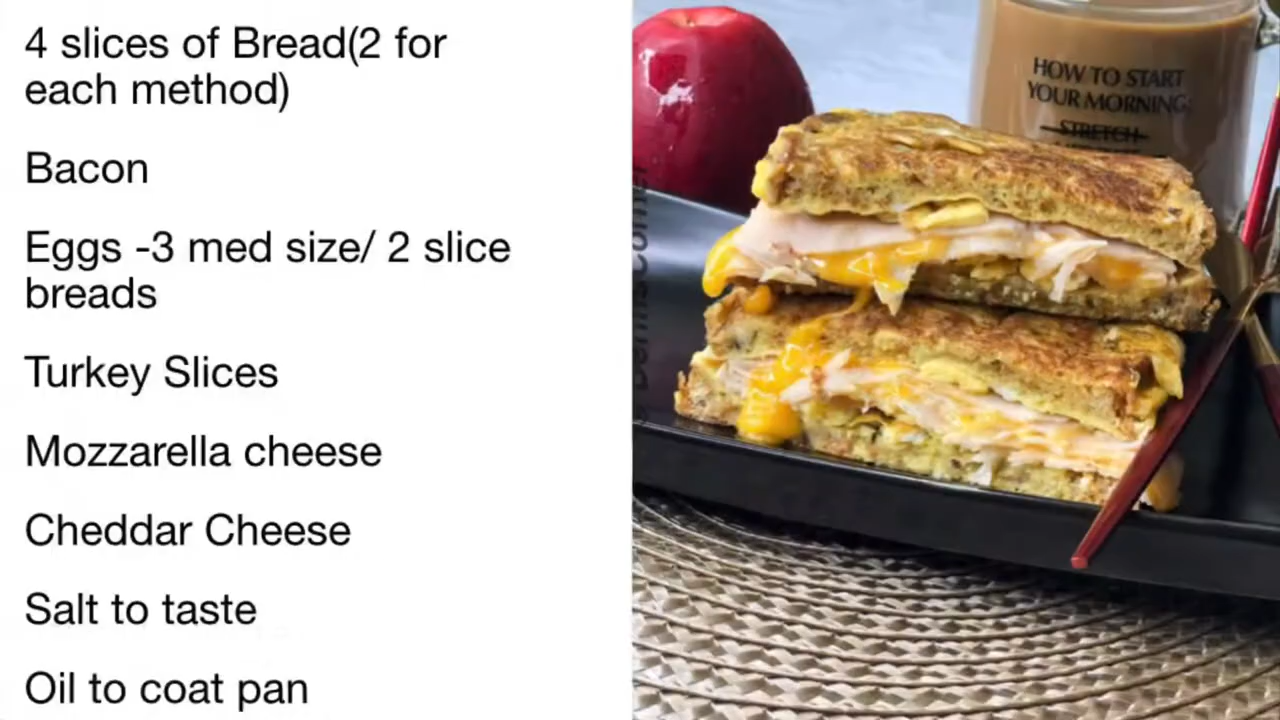 4 slices of Bread(2 for
each method)
Bacon
Eggs -3 med size/ 2 slice
breads
Turkey Slices
Mozzarella cheese
Cheddar Cheese
Salt to taste
Oil to coat pan
HOW TO START
YOUR MORNING:
STRETCH